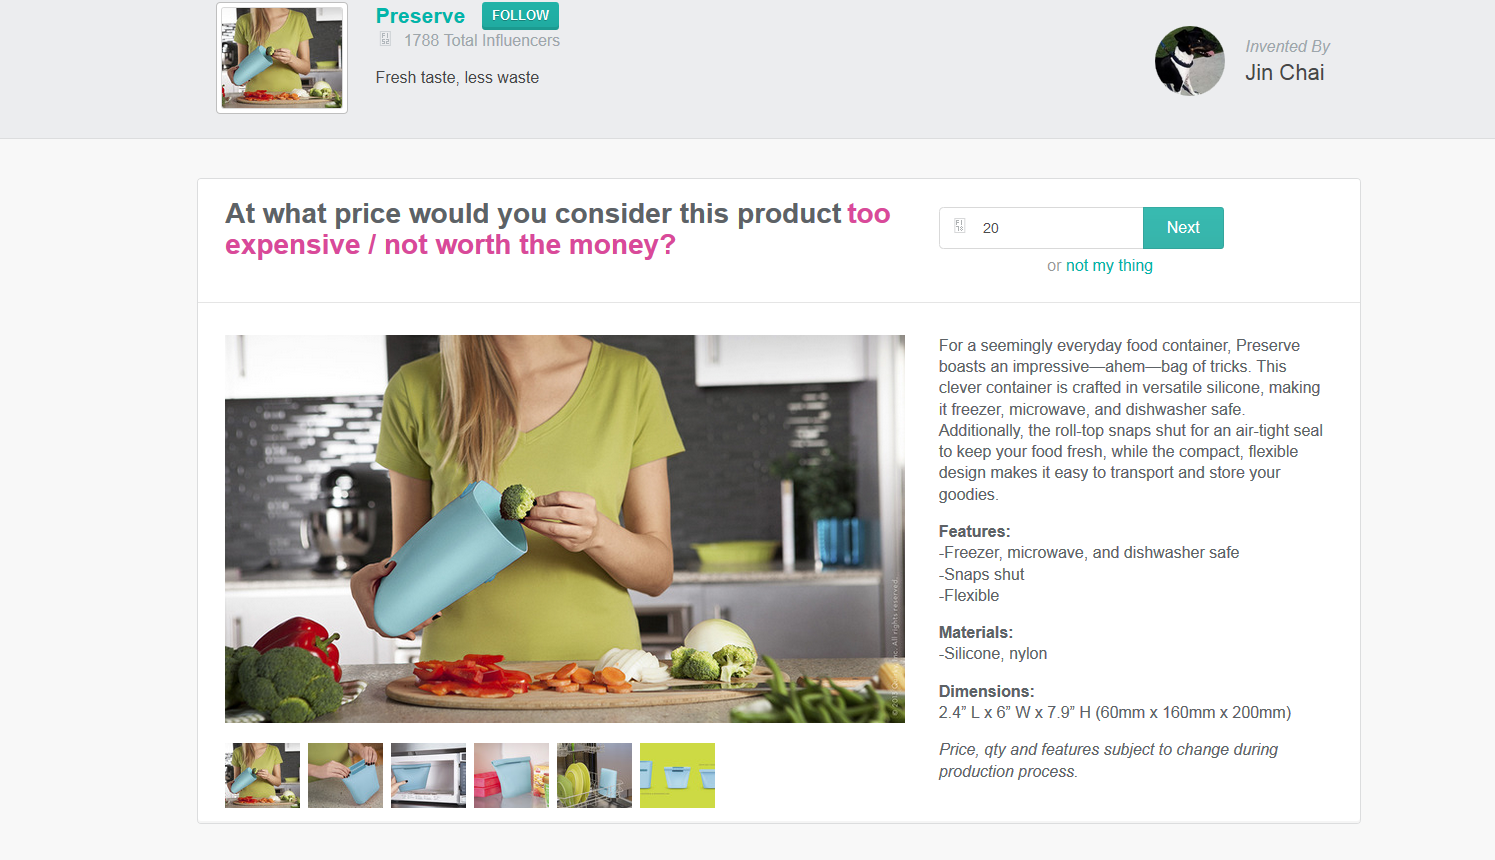 Preserve FOLLOW
1788 Total Influencers
Fresh taste, less waste
Invented By
Jin Chai
At what price would you consider this product too
expensive / not worth the money?
20 Next
or not my thing
For a seemingly everyday food container, Preserve
boasts an impressive—ahem—bag of tricks. This
clever container is crafted in versatile silicone, making
it freezer, microwave, and dishwasher safe.
Additionally, the roll-top snaps shut for an air-tight seal
to keep your food fresh, while the compact, flexible
design makes it easy to transport and store your
goodies.
Features:
-Freezer, microwave, and dishwasher safe
-Snaps shut
-Flexible
Materials:
-Silicone, nylon
Dimensions:
2.4” L x 6” W x 7.9” H (60mm x 160mm x 200mm)
Price, qty and features subject to change during
production process.
Inc. All rights reserved.